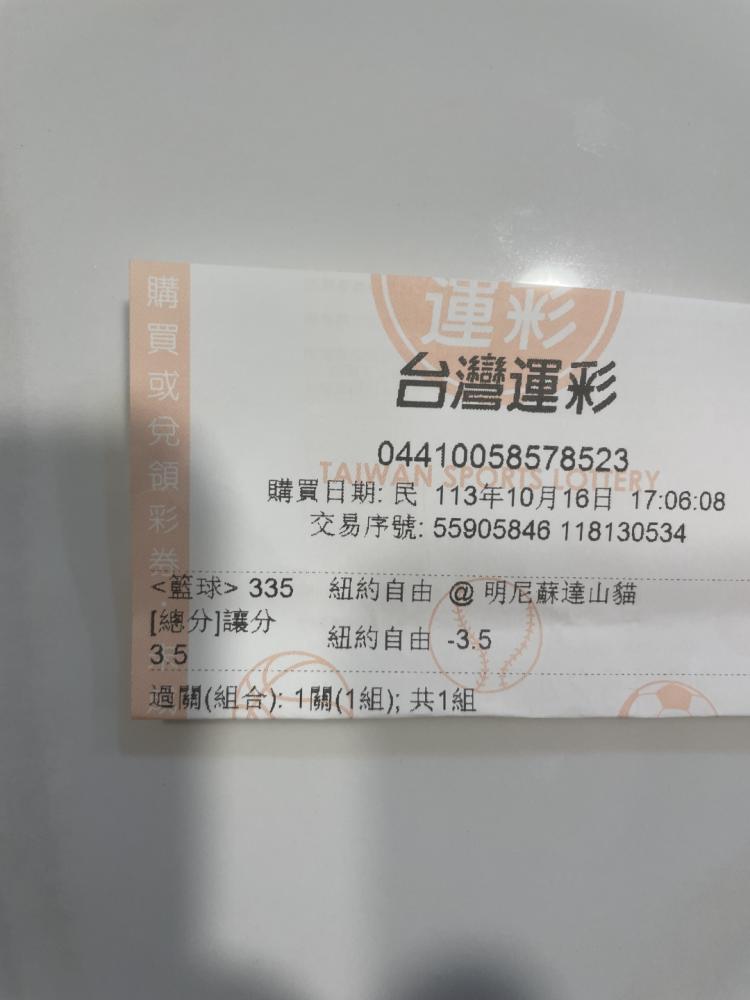 購買或兌領彩券
運彩
台灣運彩
04410058578523
TAIWAN SPORTS LOTTERY
購買日期: 民 113年10月16日 17:06:08
交易序號: 55905846 118130534
<籃球> 335 紐約自由 @ 明尼蘇達山貓
[總分]讓分
紐約自由 -3.5
3.5
過關(組合): 1關(1組); 共1組